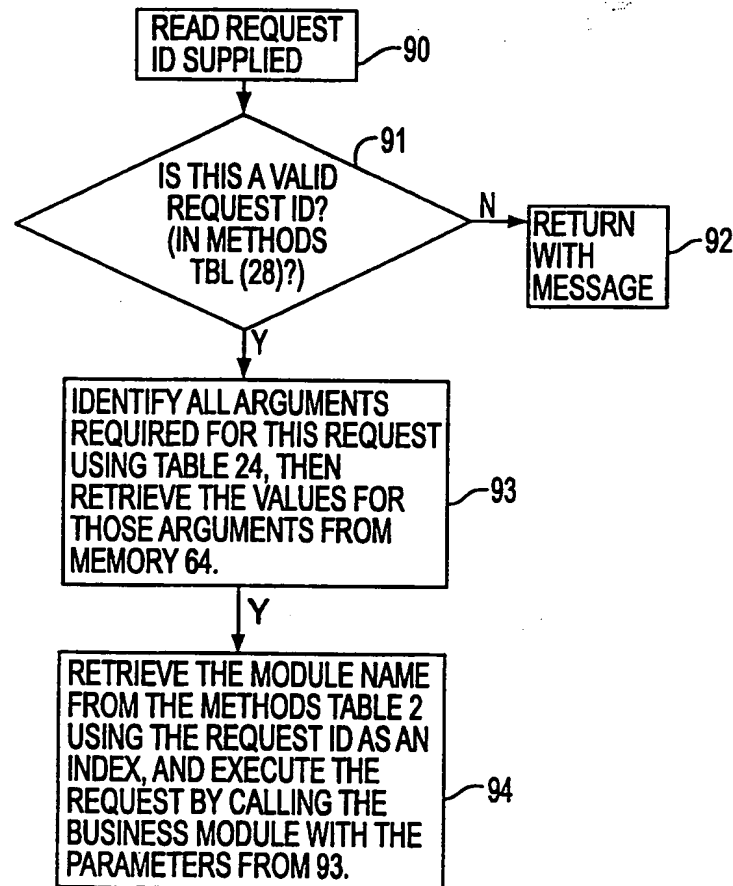 READ REQUEST
ID SUPPLIED
90
91
IS THIS A VALID
REQUEST ID?
(IN METHODS
TBL (28)?)
N
RETURN
WITH
MESSAGE
92
Y
IDENTIFY ALL ARGUMENTS
REQUIRED FOR THIS REQUEST
USING TABLE 24, THEN
RETRIEVE THE VALUES FOR
THOSE ARGUMENTS FROM
MEMORY 64.
93
Y
RETRIEVE THE MODULE NAME
FROM THE METHODS TABLE 2
USING THE REQUEST ID AS AN
INDEX, AND EXECUTE THE
REQUEST BY CALLING THE
BUSINESS MODULE WITH THE
PARAMETERS FROM 93.
94